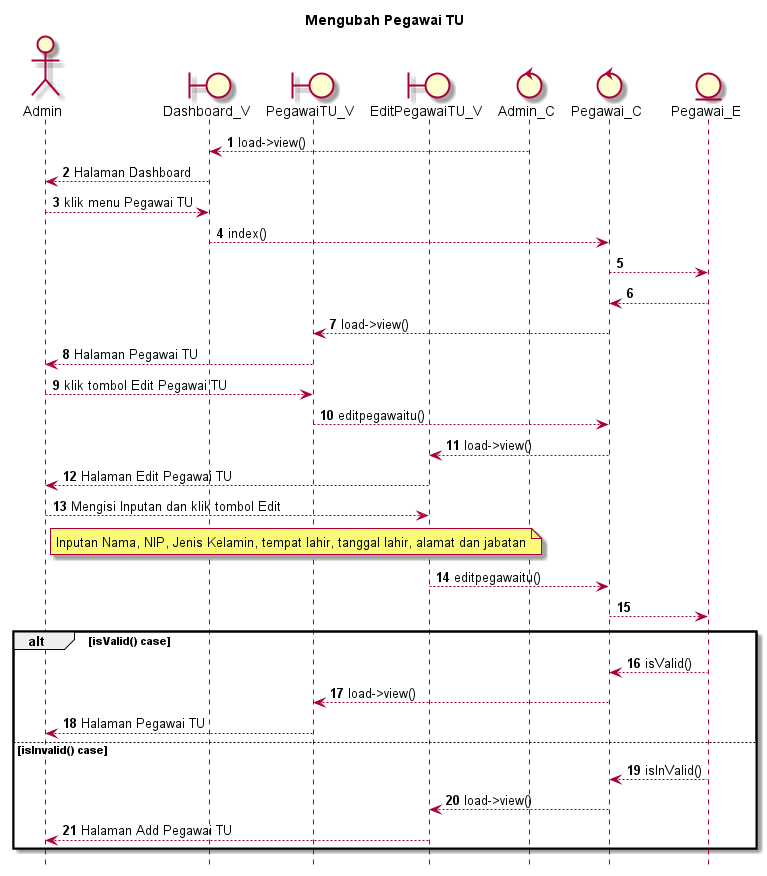 Mengubah Pegawai TU
Admin Dashboard_V PegawaiTU_V EditPegawaiTU_V Admin_C Pegawai_C Pegawai_E
1 load->view()
2 Halaman Dashboard
3 klik menu Pegawai TU
4 index()
5
6
7 load->view()
8 Halaman Pegawai TU
9 klik tombol Edit Pegawai TU
10 editpegawaitu()
11 load->view()
12 Halaman Edit Pegawai TU
13 Mengisi Inputan dan klik tombol Edit
Inputan Nama, NIP, Jenis Kelamin, tempat lahir, tanggal lahir, alamat dan jabatan
14 editpegawaitu()
15
alt [isValid() case]
16 isValid()
17 load->view()
18 Halaman Pegawai TU
[isInvalid() case]
19 isInValid()
20 load->view()
21 Halaman Add Pegawai TU